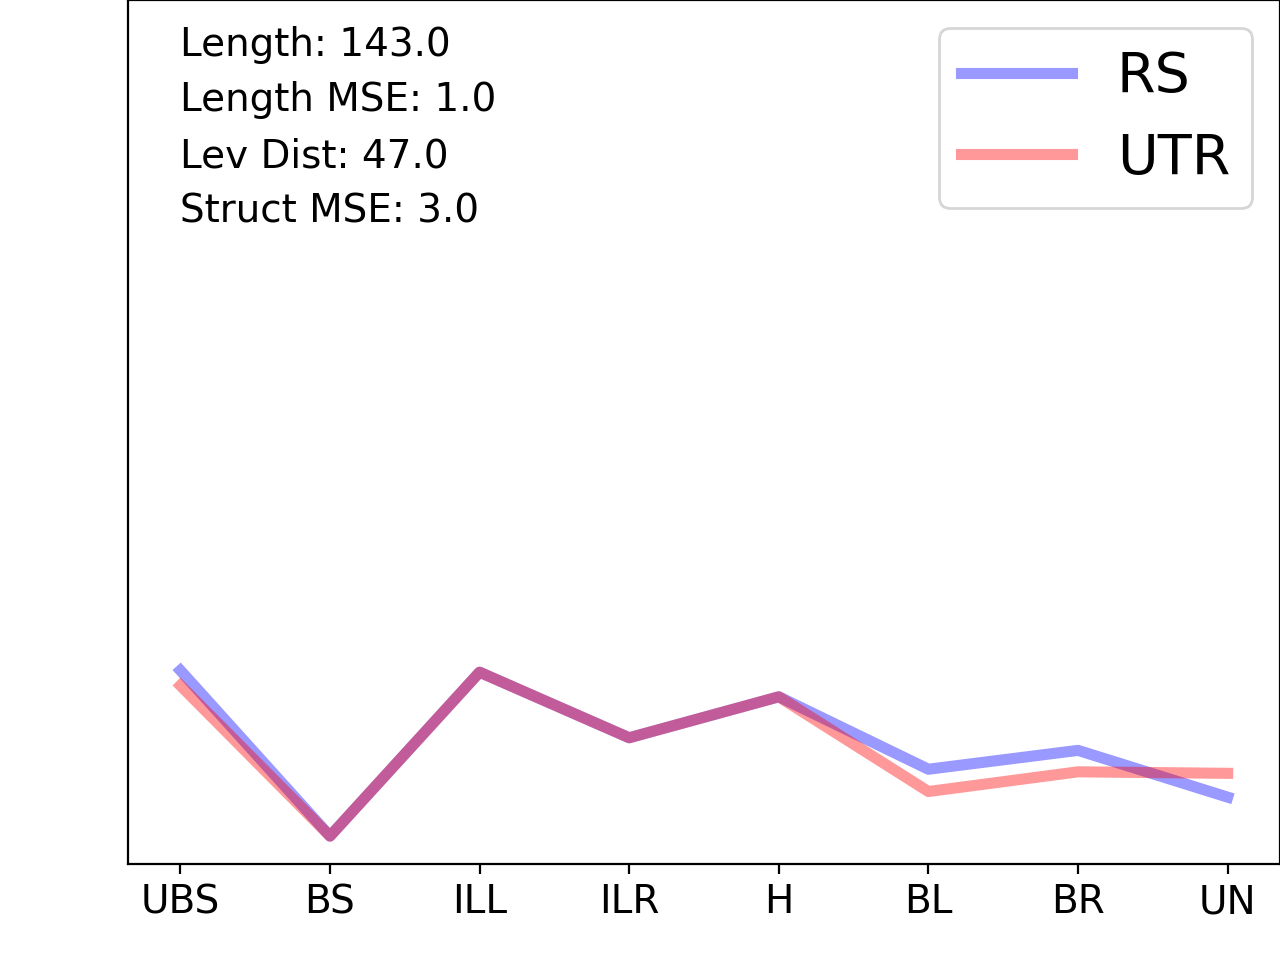 Length: 143.0
Length MSE: 1.0
Lev Dist: 47.0
Struct MSE: 3.0
RS
UTR
UBS BS ILL ILR H BL BR UN